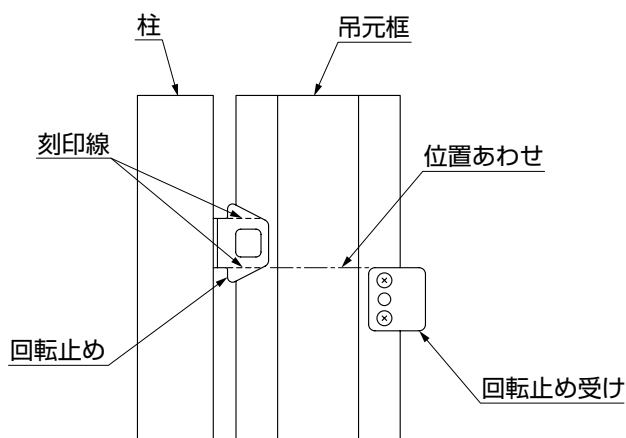 柱
吊元框
刻印線
位置あわせ
回転止め
回転止め受け